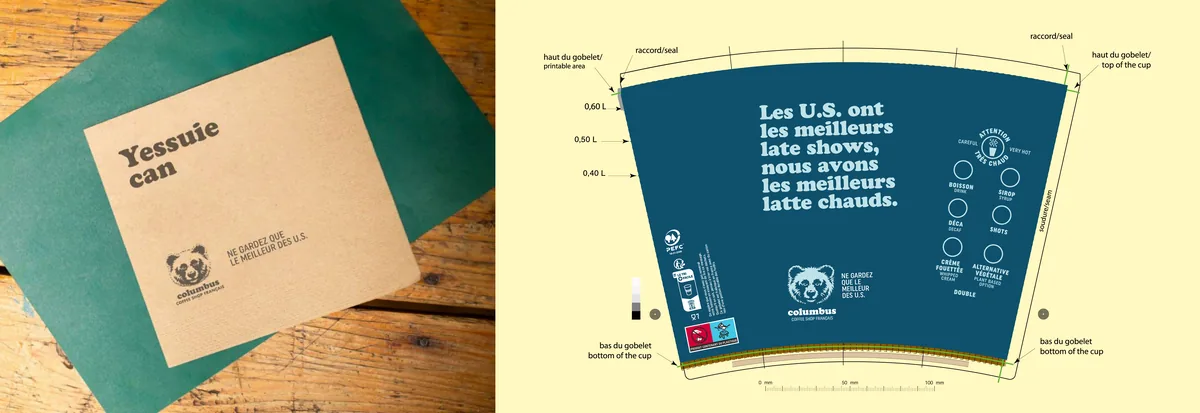 Yessuie
can
NE GARDEZ QUE
LE MEILLEUR DES U.S.
columbus
COFFEE SHOP FRANÇAIS
raccord/seal
haut du gobelet/
printable area
0,60 L
0,50 L
0,40 L
bas du gobelet
bottom of the cup
Les U.S. ont
les meilleurs
late shows,
nous avons
les meilleurs
latte chauds.
PEFC
NE GARDEZ
QUE LE
MEILLEUR
DES U.S.
columbus
COFFEE SHOP FRANÇAIS
ATTENTION
TRÈS CHAUD
CAREFUL
VERY HOT
BOISSON
DRINK
SIROP
SYRUP
DÉCA
DECAF
SHOTS
CRÈME
FOUETTÉE
WHIPPED
CREAM
ALTERNATIVE
VÉGÉTALE
PLANT BASED
OPTION
DOUBLE
raccord/seal
haut du gobelet/
top of the cup
soudure/seam
bas du gobelet
bottom of the cup
0 mm
50 mm
100 mm